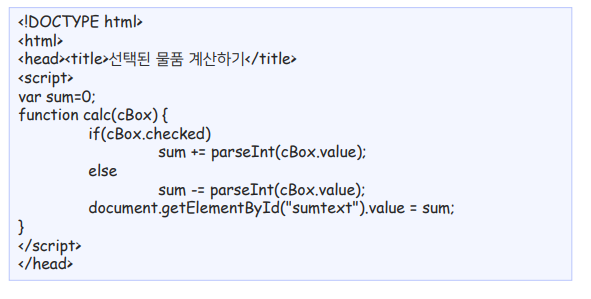 <!DOCTYPE html>
<html>
<head><title>선택된 물품 계산하기</title>
<script>
var sum=0;
function calc(cBox) {
if(cBox.checked)
sum += parseInt(cBox.value);
else
sum -= parseInt(cBox.value);
document.getElementById("sumtext").value = sum;
}
</script>
</head>